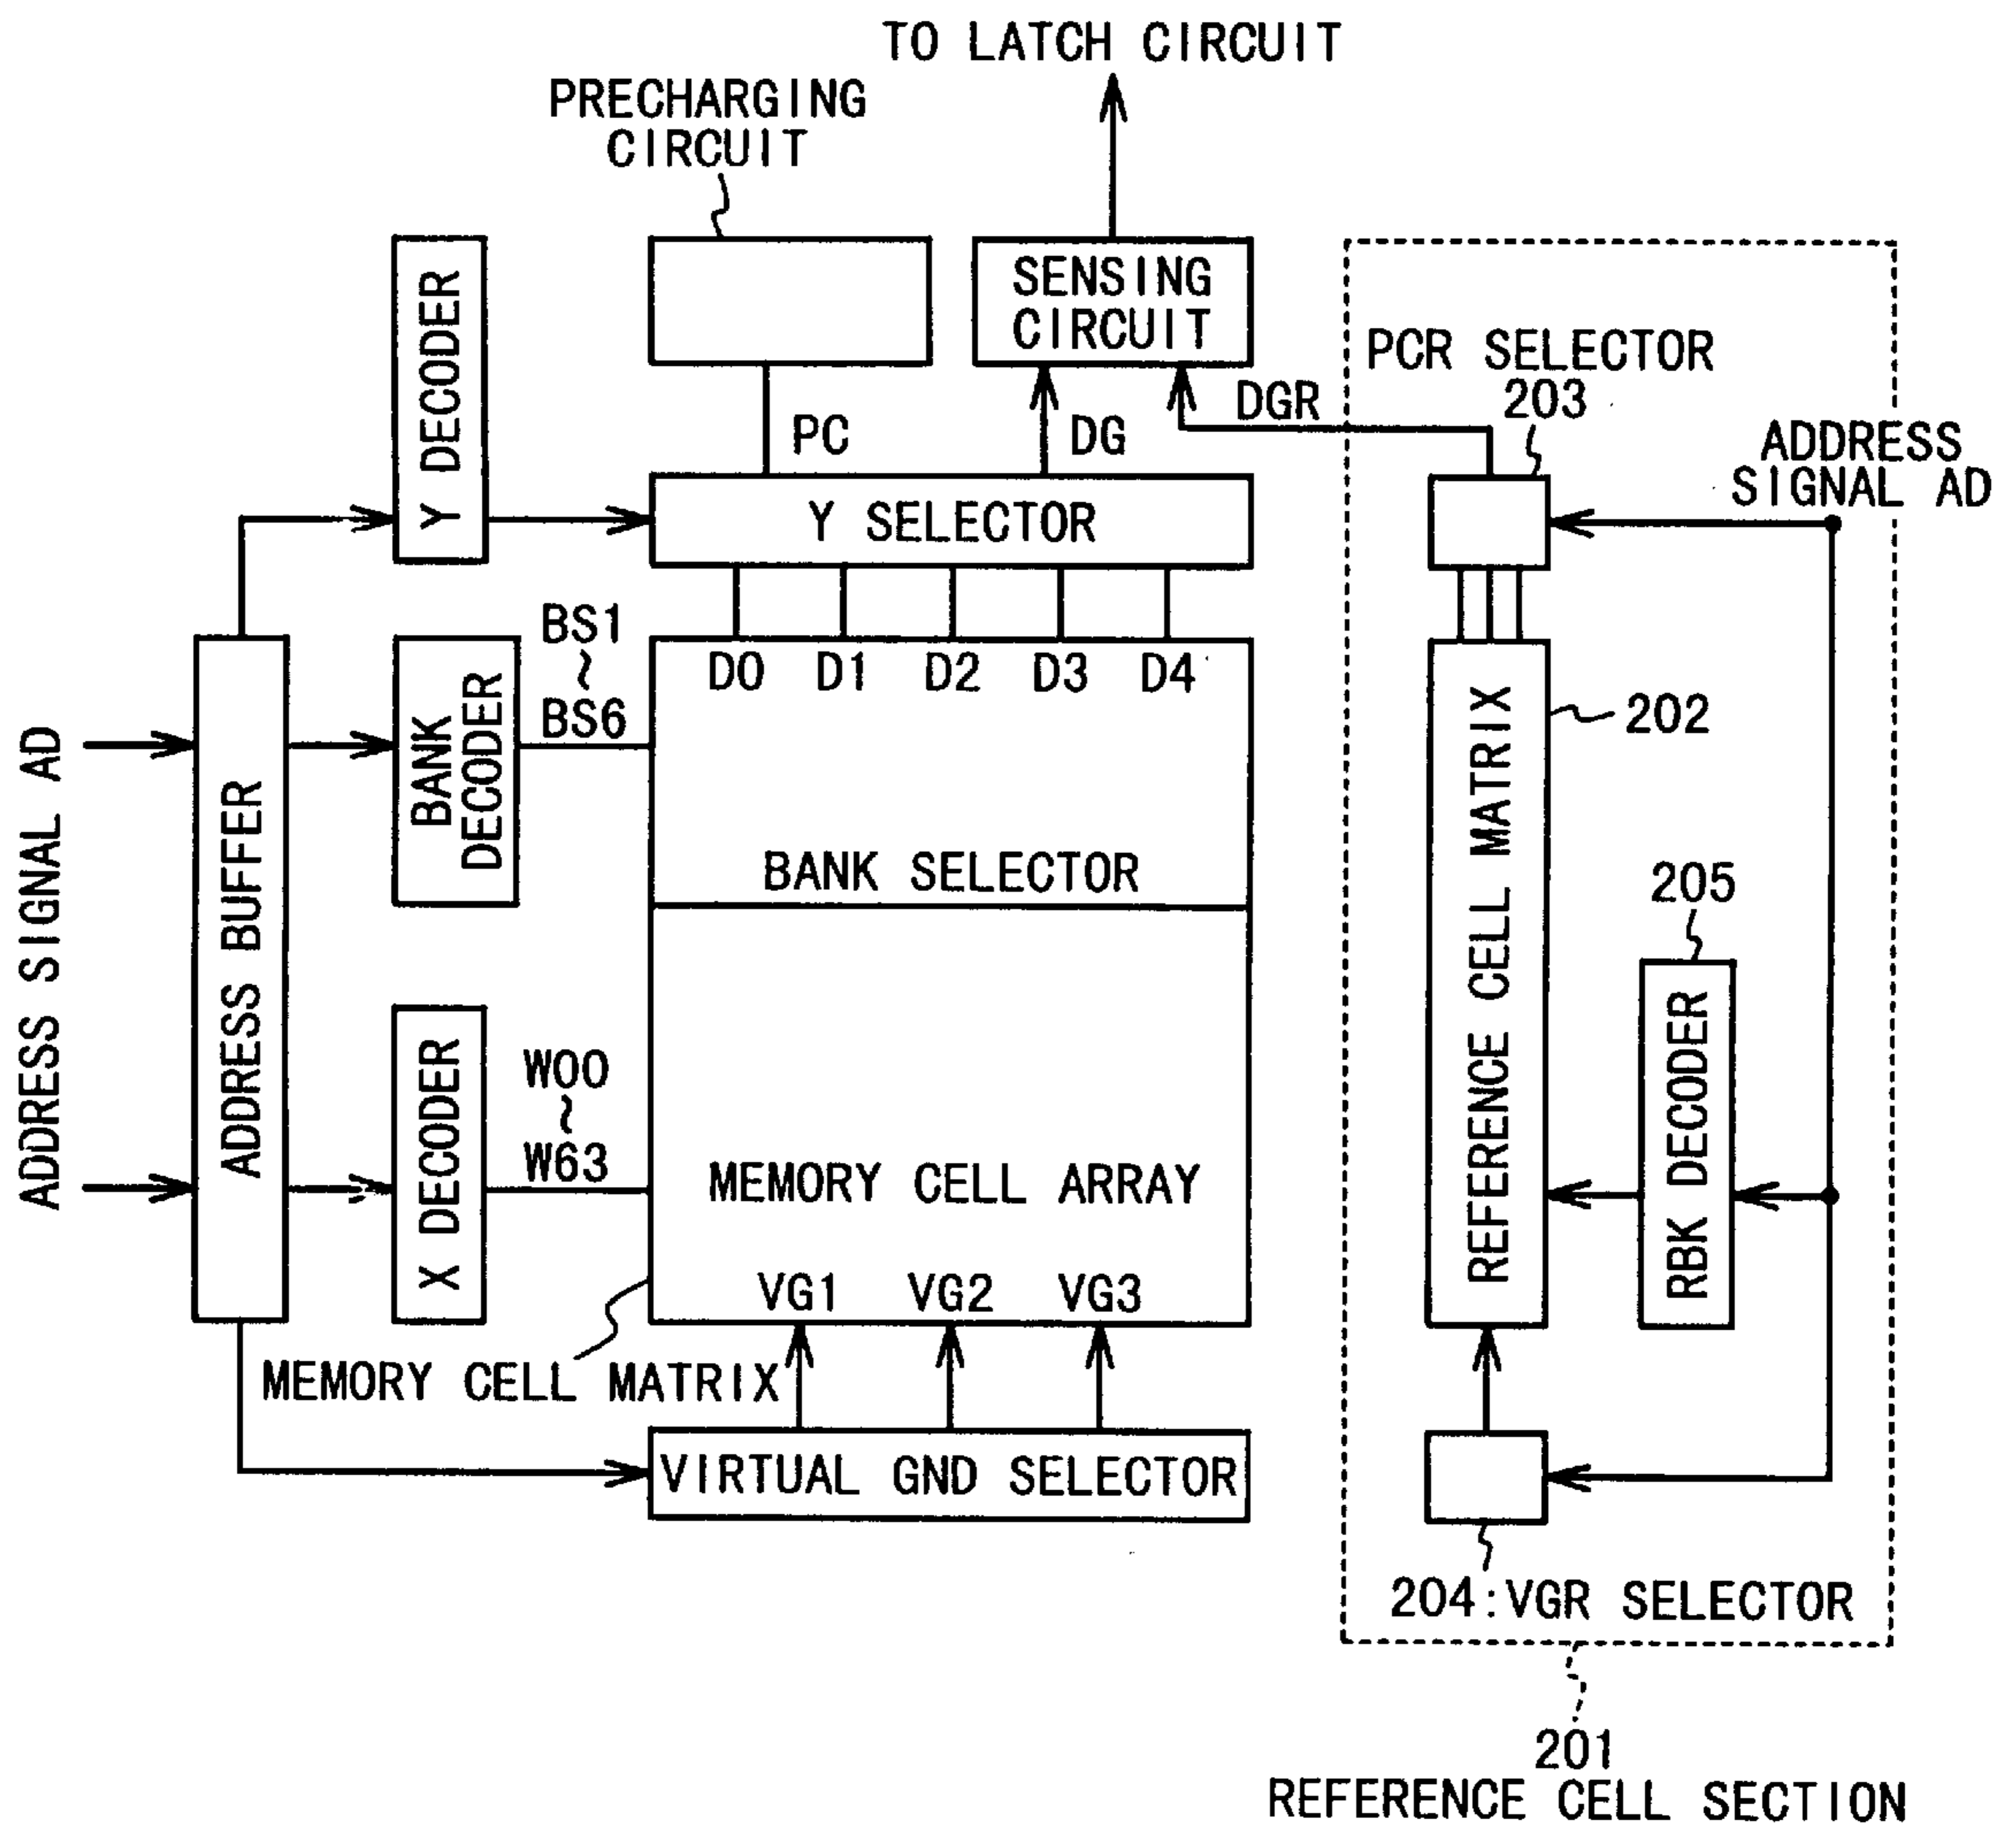 TO LATCH CIRCUIT
PRECHARGING
CIRCUIT
SENSING
CIRCUIT
Y DECODER
PC
DG
DGR
PCR SELECTOR
203
ADDRESS
SIGNAL AD
Y SELECTOR
BS1
~
BS6
D0 D1 D2 D3 D4
BANK
DECODER
BANK SELECTOR
202
REFERENCE CELL MATRIX
205
RBK DECODER
ADDRESS SIGNAL AD
ADDRESS BUFFER
X DECODER
W00
~
W63
MEMORY CELL ARRAY
VG1 VG2 VG3
MEMORY CELL MATRIX
VIRTUAL GND SELECTOR
204:VGR SELECTOR
201
REFERENCE CELL SECTION